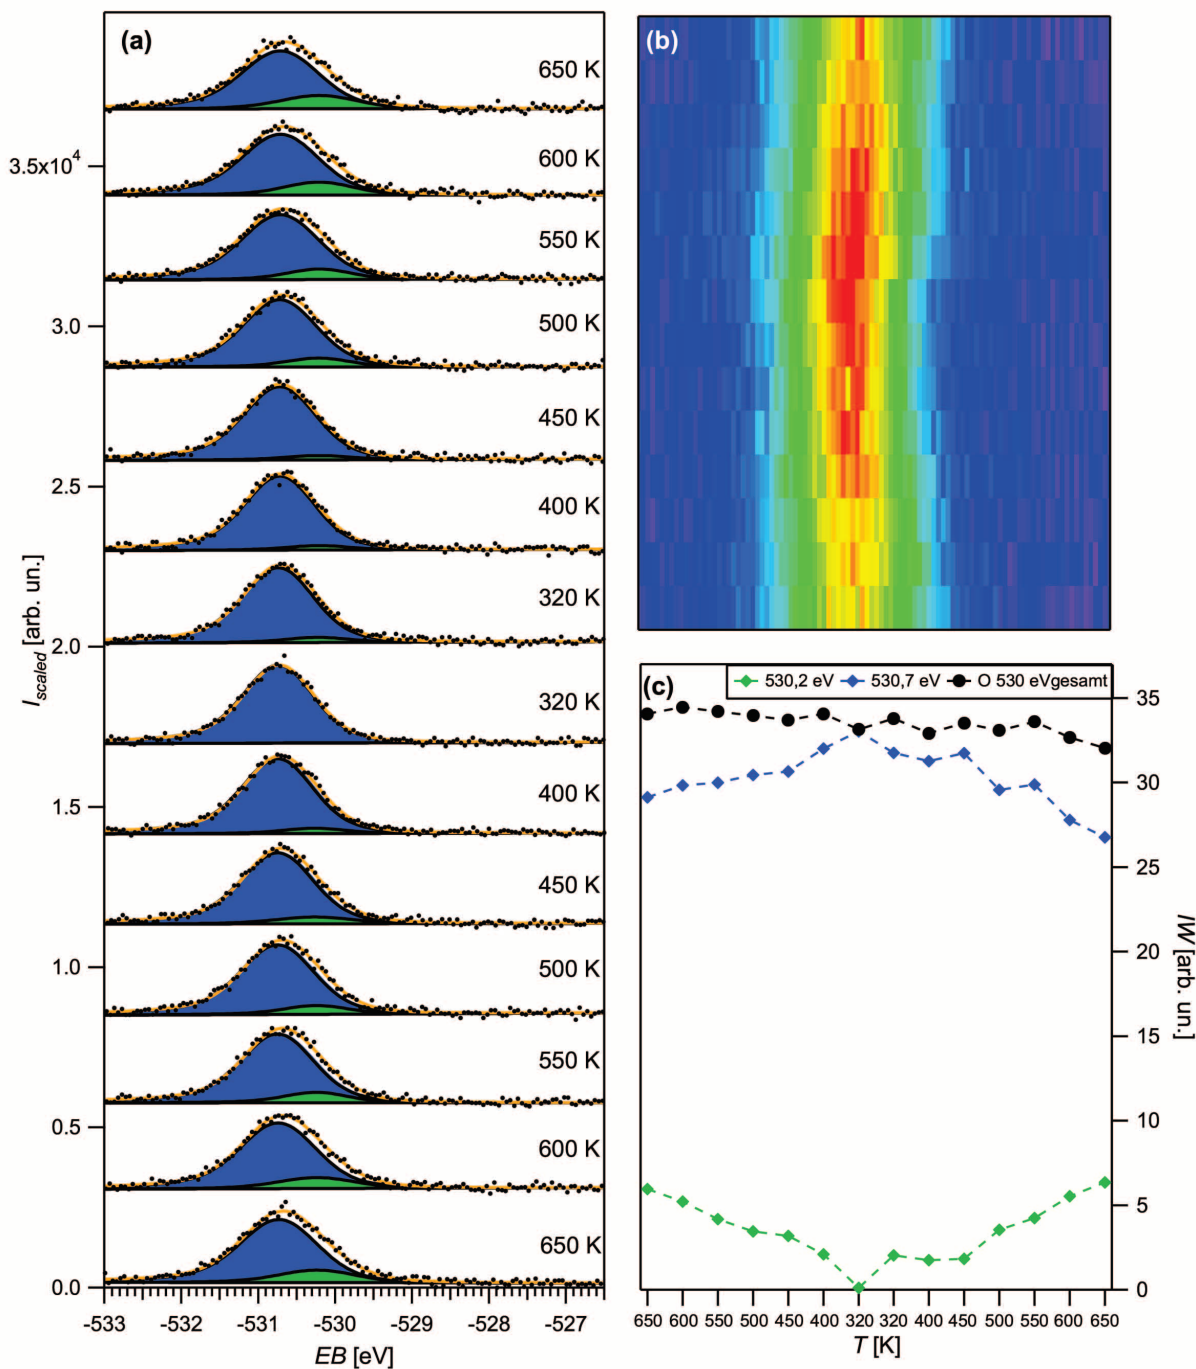 (a)
650 K
600 K
550 K
500 K
450 K
400 K
320 K
320 K
400 K
450 K
500 K
550 K
600 K
650 K
3.5x10⁴
3.0
2.5
2.0
1.5
1.0
0.5
0.0
I_scaled [arb. un.]
-533 -532 -531 -530 -529 -528 -527
EB [eV]
(b)
(c)
530,2 eV 530,7 eV O 530 eVgesamt
35
30
25
20
15
10
5
0
IW [arb. un.]
650 600 550 500 450 400 320 320 400 450 500 550 600 650
T [K]